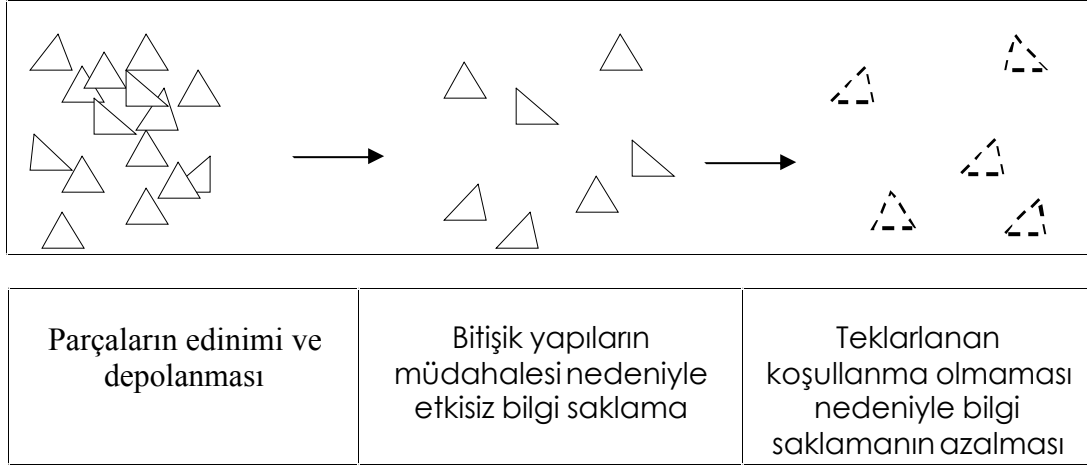 Parçaların edinimi ve
depolanması
Bitişik yapıların
müdahalesi nedeniyle
etkisiz bilgi saklama
Teklarlanan
koşullanma olmaması
nedeniyle bilgi
saklamanın azalması